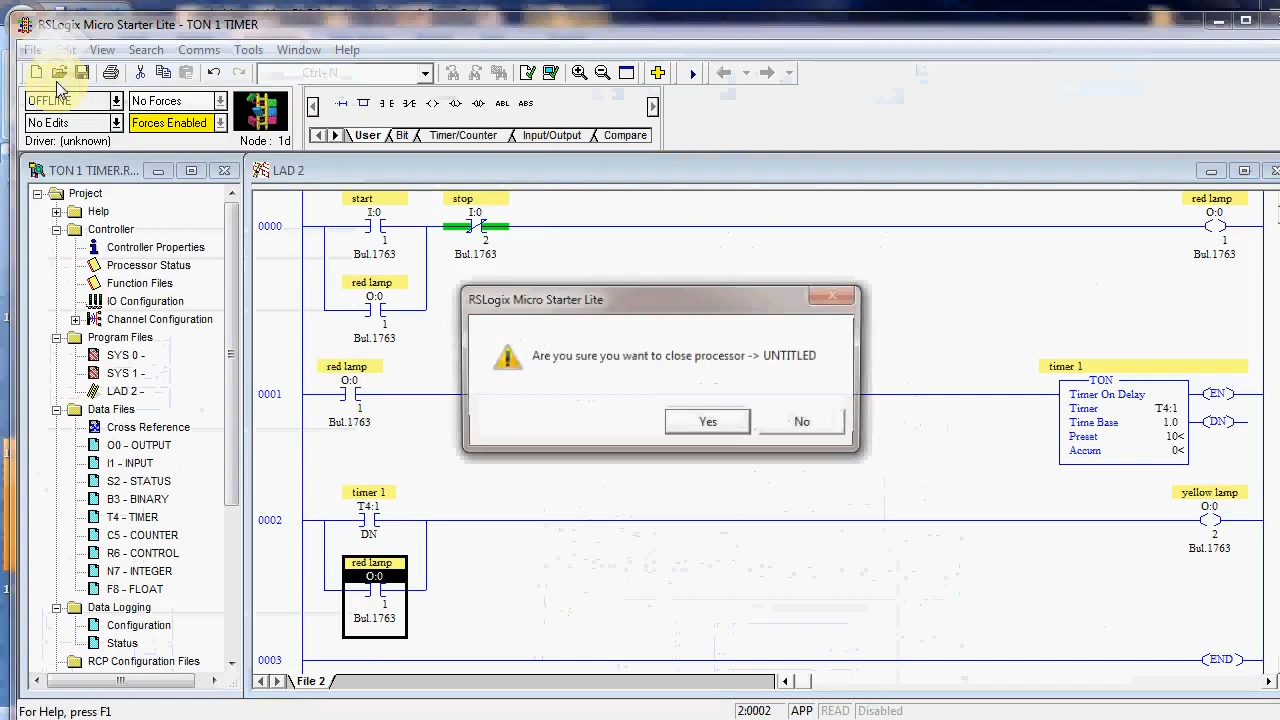 RSLogix Micro Starter Lite - TON 1 TIMER
File Edit View Search Comms Tools Window Help
Ctrl+N
OFFLINE No Forces
No Edits Forces Enabled
Driver: (unknown) Node : 1d
ABL ABS
User Bit Timer/Counter Input/Output Compare
TON 1 TIMER.R...
Project
Help
Controller
Controller Properties
Processor Status
Function Files
IO Configuration
Channel Configuration
Program Files
SYS 0 -
SYS 1 -
LAD 2 -
Data Files
Cross Reference
O0 - OUTPUT
I1 - INPUT
S2 - STATUS
B3 - BINARY
T4 - TIMER
C5 - COUNTER
R6 - CONTROL
N7 - INTEGER
F8 - FLOAT
Data Logging
Configuration
Status
RCP Configuration Files
LAD 2
start stop red lamp
I:0 I:0 O:0
0000
1 2 1
Bul.1763 Bul.1763 Bul.1763
red lamp
O:0
1
Bul.1763
RSLogix Micro Starter Lite
Are you sure you want to close processor -> UNTITLED
Yes No
red lamp timer 1
O:0 TON
0001 Timer On Delay EN
1 Timer T4:1
Bul.1763 Time Base 1.0 DN
Preset 10<
Accum 0<
timer 1 yellow lamp
T4:1 O:0
0002
DN 2
Bul.1763
red lamp
O:0
1
Bul.1763
0003 END
File 2
For Help, press F1 2:0002 APP READ Disabled